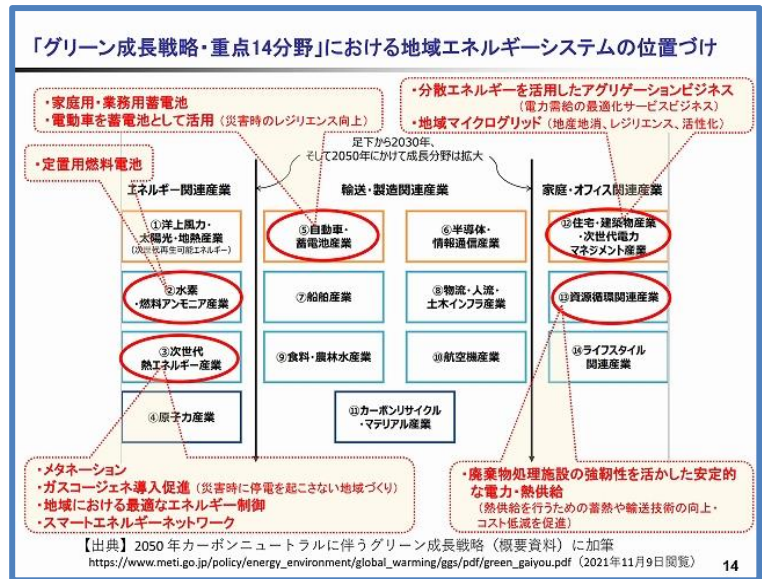 「グリーン成長戦略・重点14分野」における地域エネルギーシステムの位置づけ
・家庭用・業務用蓄電池
・電動車を蓄電池として活用(災害時のレジリエンス向上)
・分散エネルギーを活用したアグリゲーションビジネス
(電力需給の最適化サービスビジネス)
・地域マイクログリッド(地産地消、レジリエンス、活性化)
・定置用燃料電池
足下から2030年、
そして2050年にかけて成長分野は拡大
エネルギー関連産業
輸送・製造関連産業
家庭・オフィス関連産業
①洋上風力・
太陽光・地熱産業
(次世代再生可能エネルギー)
⑤自動車・
蓄電池産業
⑥半導体・
情報通信産業
⑫住宅・建築物産業
・次世代電力
マネジメント産業
②水素
・燃料アンモニア産業
⑦船舶産業
⑧物流・人流・
土木インフラ産業
⑬資源循環関連産業
③次世代
熱エネルギー産業
⑨食料・農林水産業
⑩航空機産業
⑭ライフスタイル
関連産業
④原子力産業
⑪カーボンリサイクル
・マテリアル産業
・メタネーション
・ガスコージェネ導入促進(災害時に停電を起こさない地域づくり)
・地域における最適なエネルギー制御
・スマートエネルギーネットワーク
・廃棄物処理施設の強靭性を活かした安定的
な電力・熱供給
(熱供給を行うための蓄熱や輸送技術の向上・
コスト低減を促進)
【出典】2050年カーボンニュートラルに伴うグリーン成長戦略(概要資料)に加筆
https://www.meti.go.jp/policy/energy_environment/global_warming/ggs/pdf/green_gaiyou.pdf(2021年11月9日閲覧)
14